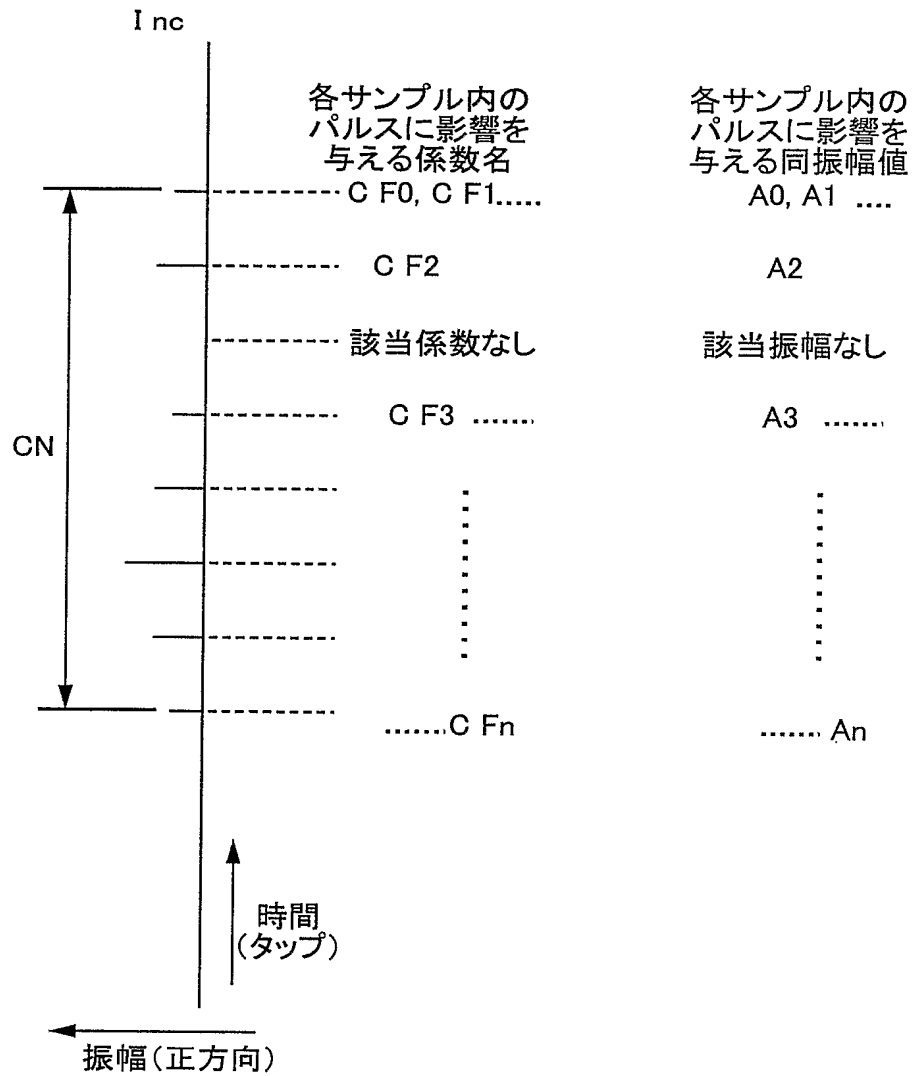 I nc
各サンプル内の
パルスに影響を
与える係数名
各サンプル内の
パルスに影響を
与える同振幅値
C F0, C F1.....
A0, A1 ....
C F2
A2
該当係数なし
該当振幅なし
C F3 .......
A3 .......
CN
.......C Fn
....... An
時間
(タップ)
振幅(正方向)